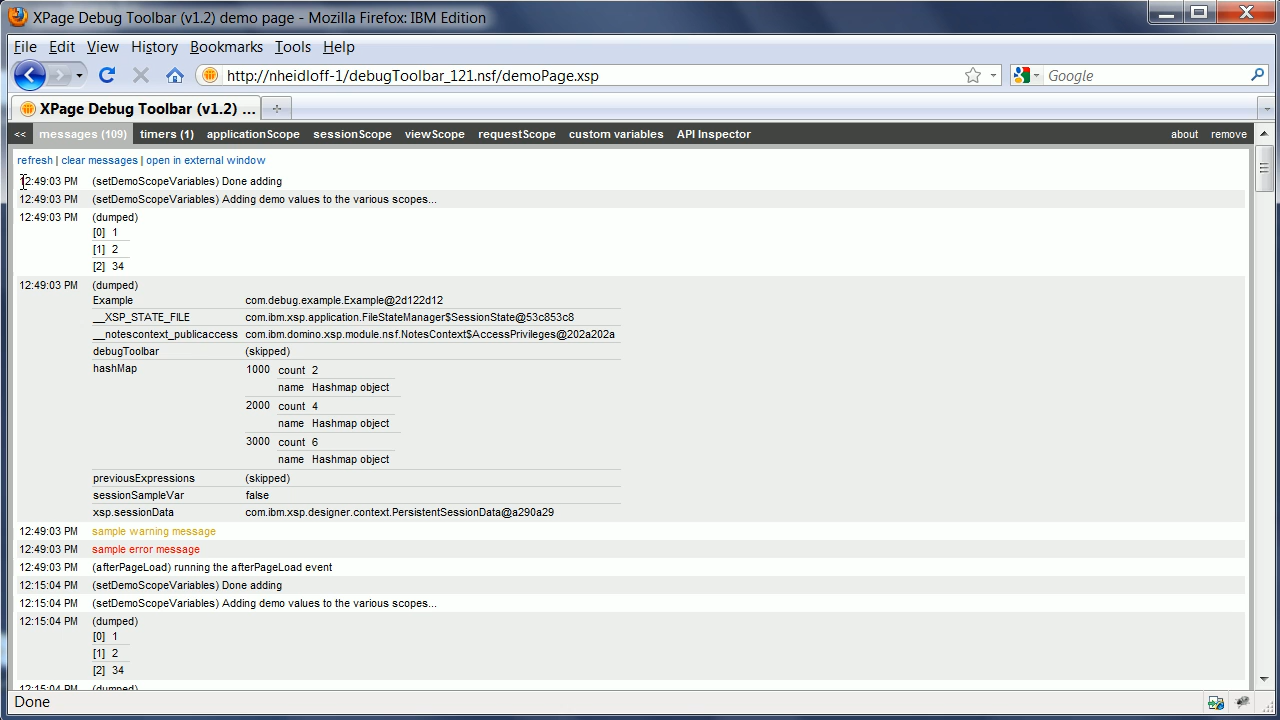 XPage Debug Toolbar (v1.2) demo page - Mozilla Firefox: IBM Edition
File Edit View History Bookmarks Tools Help
http://nheidloff-1/debugToolbar_121.nsf/demoPage.xsp Google
XPage Debug Toolbar (v1.2) ...
<< messages (109) timers (1) applicationScope sessionScope viewScope requestScope custom variables API Inspector about remove
refresh | clear messages | open in external window
12:49:03 PM (setDemoScopeVariables) Done adding
12:49:03 PM (setDemoScopeVariables) Adding demo values to the various scopes...
12:49:03 PM (dumped)
[0] 1
[1] 2
[2] 34
12:49:03 PM (dumped)
Example com.debug.example.Example@2d122d12
__XSP_STATE_FILE com.ibm.xsp.application.FileStateManager$SessionState@53c853c8
__notescontext_publicaccess com.ibm.domino.xsp.module.nsf.NotesContext$AccessPrivileges@202a202a
debugToolbar (skipped)
hashMap 1000 count 2
name Hashmap object
2000 count 4
name Hashmap object
3000 count 6
name Hashmap object
previousExpressions (skipped)
sessionSampleVar false
xsp.sessionData com.ibm.xsp.designer.context.PersistentSessionData@a290a29
12:49:03 PM sample warning message
12:49:03 PM sample error message
12:49:03 PM (afterPageLoad) running the afterPageLoad event
12:15:04 PM (setDemoScopeVariables) Done adding
12:15:04 PM (setDemoScopeVariables) Adding demo values to the various scopes...
12:15:04 PM (dumped)
[0] 1
[1] 2
[2] 34
12:15:04 PM (dumped)
Done